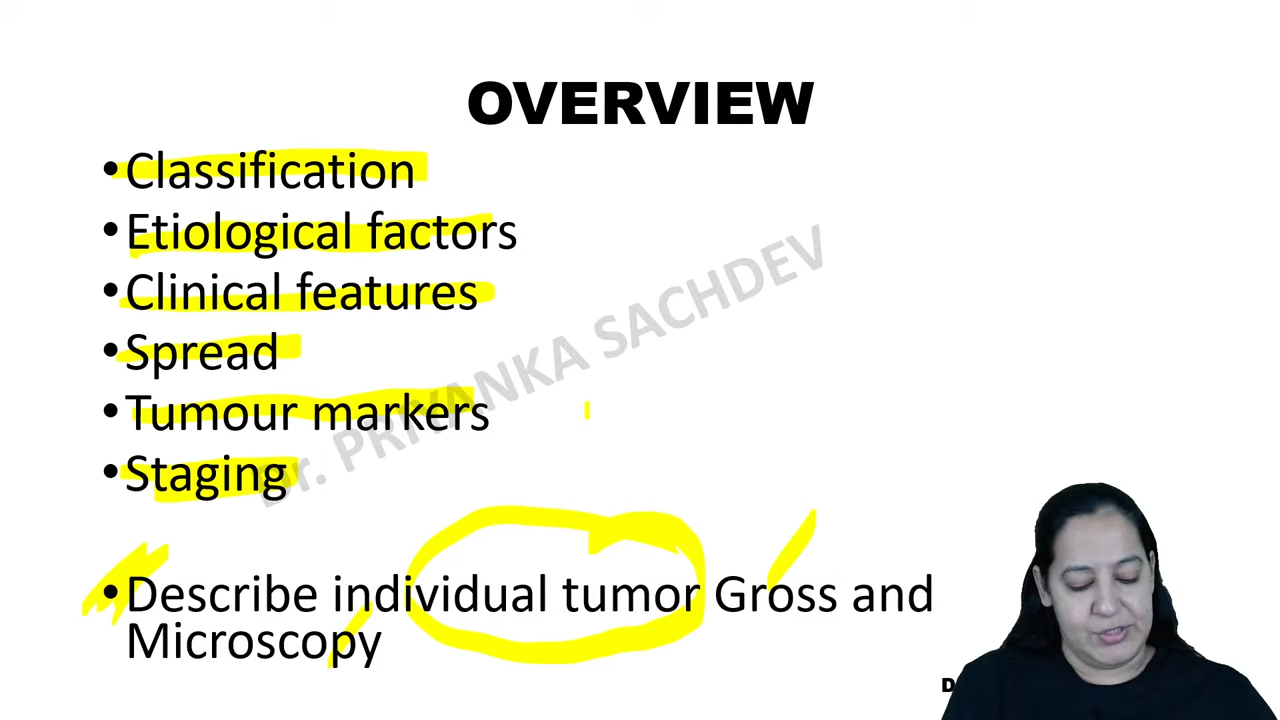 OVERVIEW
•Classification
•Etiological factors
•Clinical features
•Spread
•Tumour markers
•Staging
•Describe individual tumor Gross and
Microscopy
Dr. PRIYANKA SACHDEV
D